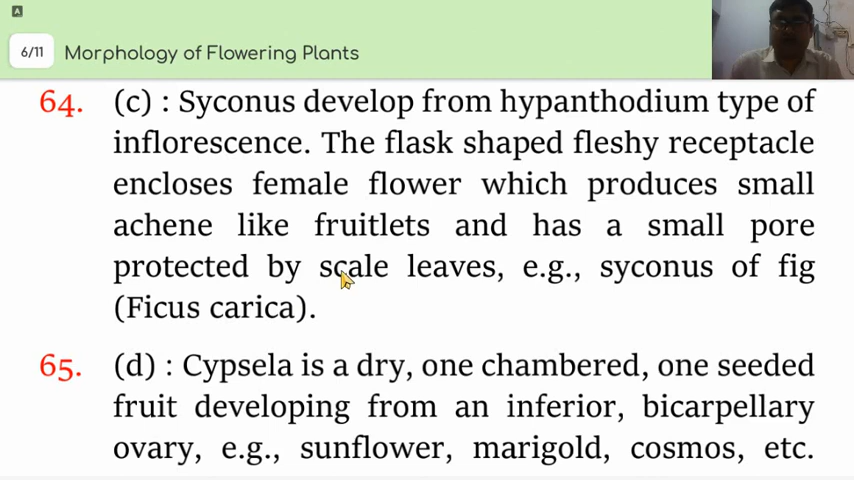 A
6/11
Morphology of Flowering Plants
64. (c) : Syconus develop from hypanthodium type of
inflorescence. The flask shaped fleshy receptacle
encloses female flower which produces small
achene like fruitlets and has a small pore
protected by scale leaves, e.g., syconus of fig
(Ficus carica).
65. (d) : Cypsela is a dry, one chambered, one seeded
fruit developing from an inferior, bicarpellary
ovary, e.g., sunflower, marigold, cosmos, etc.